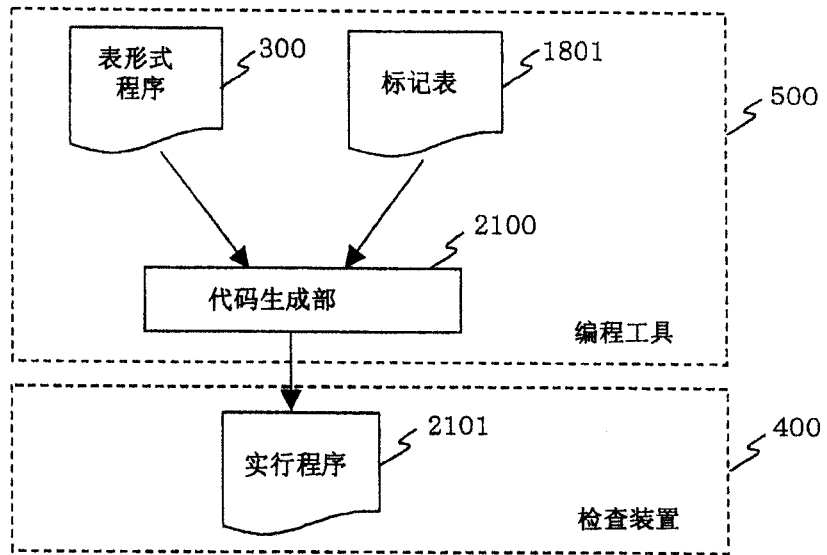 表形式
程序
300
标记表
1801
500
2100
代码生成部
编程工具
2101
实行程序
400
检查装置